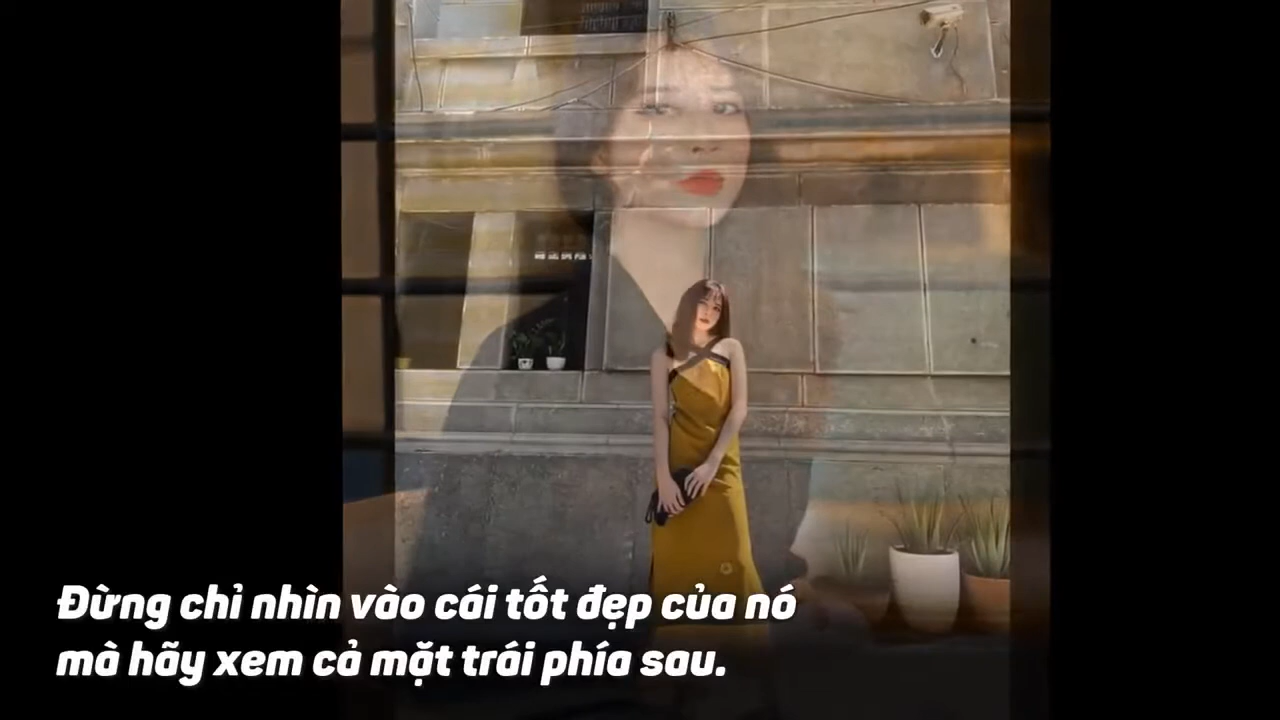 Đừng chỉ nhìn vào cái tốt đẹp của nó
mà hãy xem cả mặt trái phía sau.